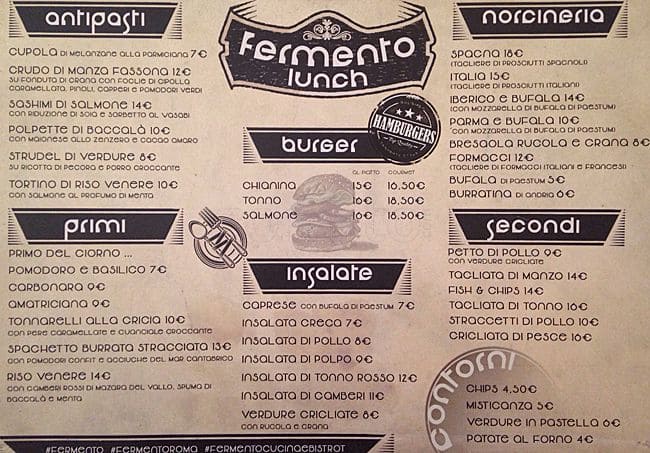 antipasti
CUPOLA DI MELANZANE ALLA PARMIGIANA 7€
CRUDO DI MANZA FASSONA 12€
SU FONDUTA DI GRANA CON FOGLIE DI CIPOLLA
CARAMELLATA, PINOLI, CAPPERI E POMODORI VERDI
SASHIMI DI SALMONE 14€
CON RIDUZIONE DI SOIA E SORBETTO AL WASABI
POLPETTE DI BACCALÀ 10€
CON MAIONESE ALLO ZENZERO E CACAO AMARO
STRUDEL DI VERDURE 8€
SU RICOTTA DI PECORA E PORRO CROCCANTE
TORTINO DI RISO VENERE 10€
CON SALMONE AL PROFUMO DI MENTA
primi
PRIMO DEL GIORNO ...
POMODORO E BASILICO 7€
CARBONARA 9€
AMATRICIANA 9€
TONNARELLI ALLA GRICIA 10€
CON PERE CARAMELLATE E GUANCIALE CROCCANTE
SPAGHETTO BURRATA STRACCIATA 13€
CON POMODORI CONFIT E ACCIUGHE DEL MAR CANTABRICO
RISO VENERE 14€
CON GAMBERI ROSSI DI MAZARA DEL VALLO, SPUMA DI
BACCALÀ E MENTA
fermento
lunch
HAMBURGERS
Top Quality
burger
AL PIATTO GOURMET
CHIANINA 15€ 16,50€
TONNO 16€ 18,50€
SALMONE 16€ 18,50€
insalate
CAPRESE CON BUFALA DI PAESTUM 7€
INSALATA GRECA 7€
INSALATA DI POLLO 8€
INSALATA DI POLPO 9€
INSALATA DI TONNO ROSSO 12€
INSALATA DI GAMBERI 11€
VERDURE GRIGLIATE 8€
CON RUCOLA E GRANA
norcineria
SPAGNA 18€
(TAGLIERE DI PROSCIUTTI SPAGNOLI)
ITALIA 15€
(TAGLIERE DI PROSCIUTTI ITALIANI)
IBERICO E BUFALA 14€
(CON MOZZARELLA DI BUFALA DI PAESTUM)
PARMA E BUFALA 10€
(CON MOZZARELLA DI BUFALA DI PAESTUM)
BRESAOLA RUCOLA E GRANA 8€
FORMAGGI 12€
(TAGLIERE DI FORMAGGI ITALIANI E FRANCESI)
BUFALA DI PAESTUM 5€
BURRATINA DI ANDRIA 6€
secondi
PETTO DI POLLO 9€
CON VERDURE GRIGLIATE
TAGLIATA DI MANZO 14€
FISH & CHIPS 14€
TAGLIATA DI TONNO 16€
STRACCETTI DI POLLO 10€
GRIGLIATA DI PESCE 16€
contorni
CHIPS 4,50€
MISTICANZA 5€
VERDURE IN PASTELLA 6€
PATATE AL FORNO 4€
#FERMENTO #FERMENTOROMA #FERMENTOCUCINAEBISTROT